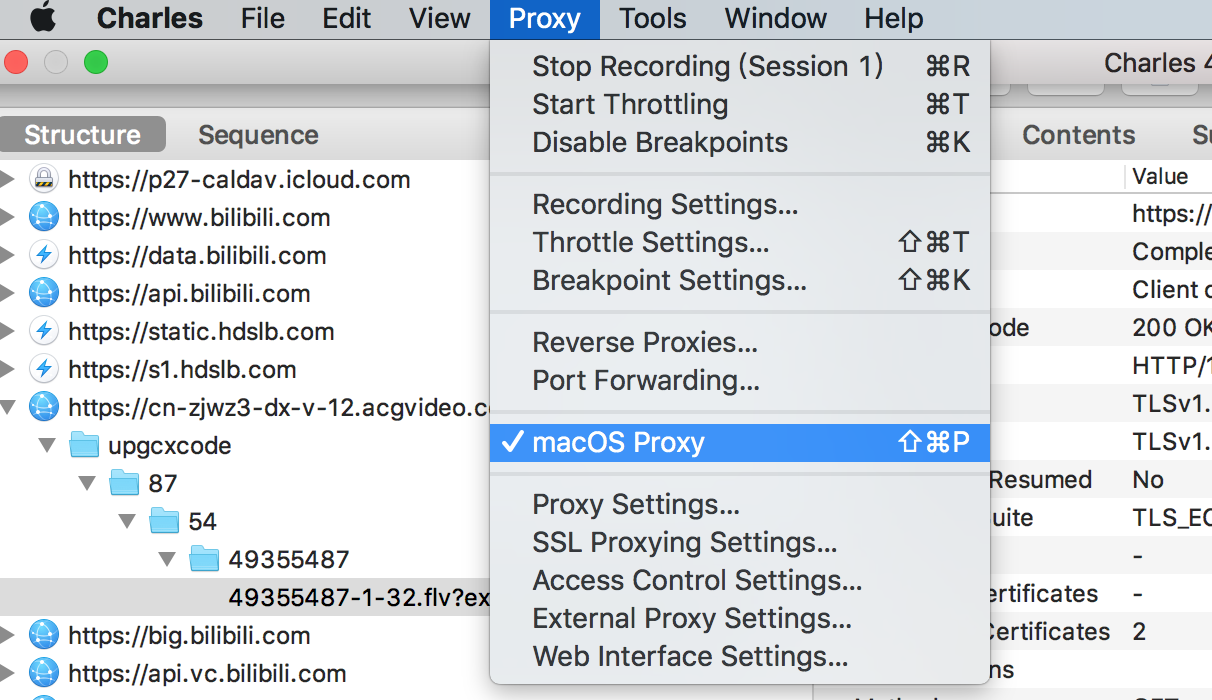 Charles File Edit View Proxy Tools Window Help
Charles 4
Structure Sequence
Contents
https://p27-caldav.icloud.com
https://www.bilibili.com
https://data.bilibili.com
https://api.bilibili.com
https://static.hdslb.com
https://s1.hdslb.com
https://cn-zjwz3-dx-v-12.acgvideo.c
upgcxcode
87
54
49355487
49355487-1-32.flv?ex
https://big.bilibili.com
https://api.vc.bilibili.com
Stop Recording (Session 1) ⌘R
Start Throttling ⌘T
Disable Breakpoints ⌘K
Recording Settings...
Throttle Settings... ⇧⌘T
Breakpoint Settings... ⇧⌘K
Reverse Proxies...
Port Forwarding...
✓ macOS Proxy ⇧⌘P
Proxy Settings...
SSL Proxying Settings...
Access Control Settings...
External Proxy Settings...
Web Interface Settings...
Value
https://
Comple
Client c
ode 200 OK
HTTP/1
TLSv1.
TLSv1.
Resumed No
uite TLS_EC
-
ertificates -
Certificates 2
ns